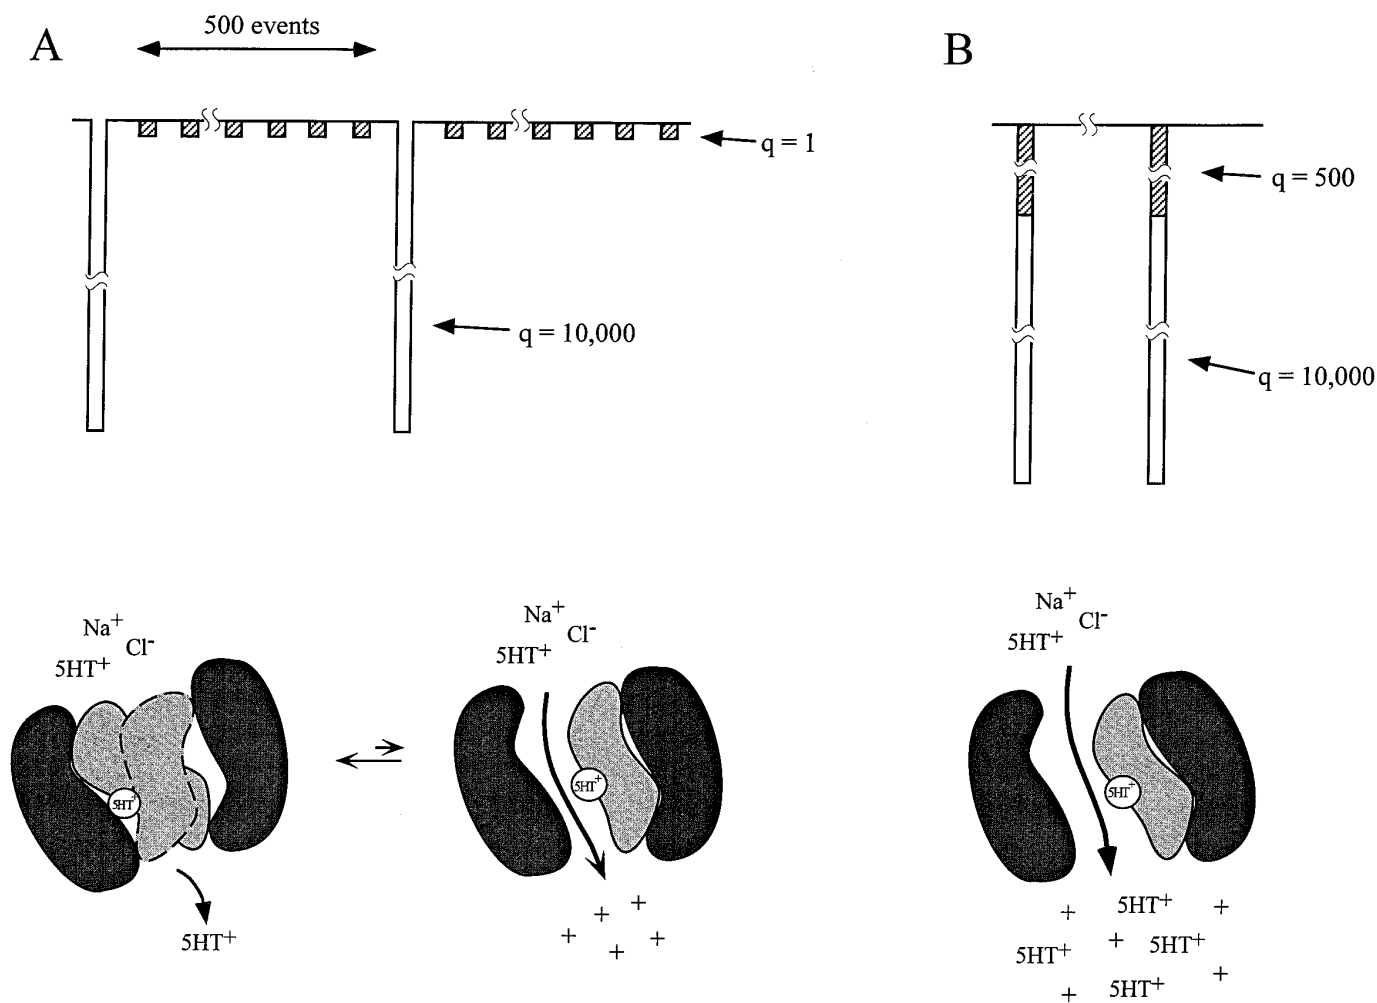 A
500 events
q = 1
q = 10,000
B
q = 500
q = 10,000
Na+
Cl-
5HT+
5HT+
5HT+
Na+
Cl-
5HT+
5HT+
+
+
+
+
+
Na+
Cl-
5HT+
5HT+
+
5HT+
+
5HT+
+
5HT+
+
5HT+
+